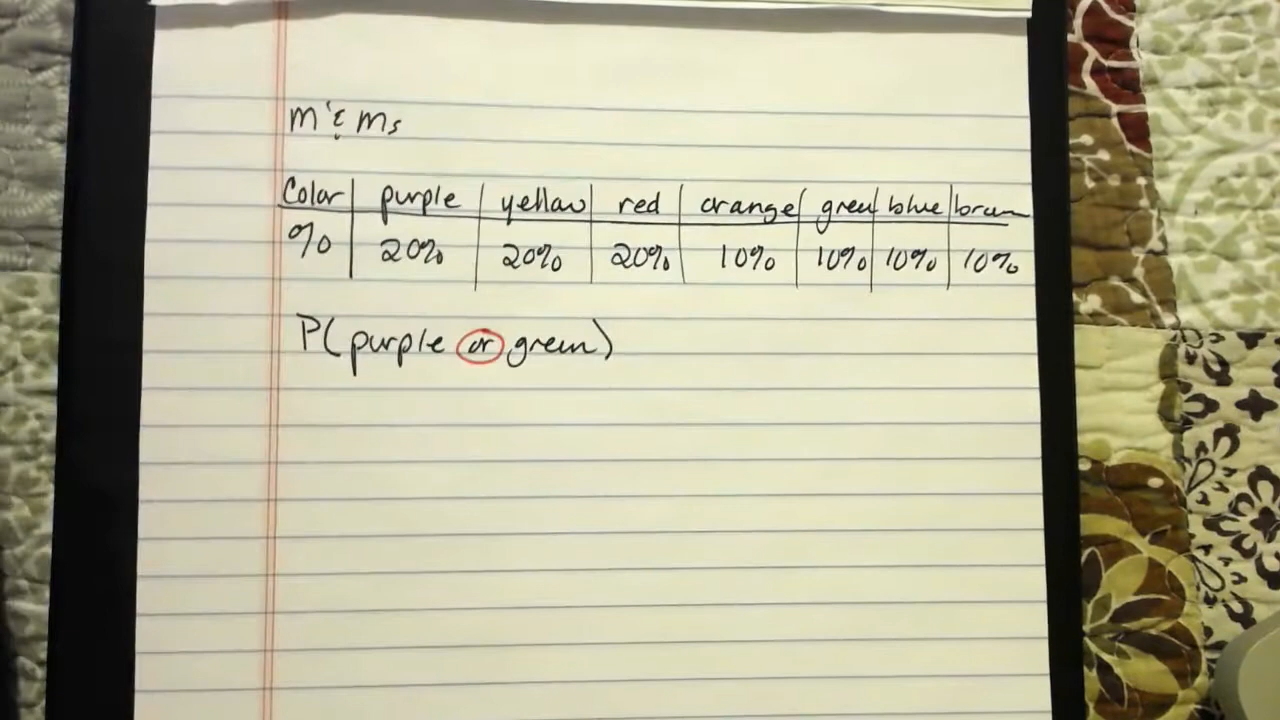 M & Ms
Color purple yellow red orange green blue brown
% 20% 20% 20% 10% 10% 10% 10%
P(purple or green)